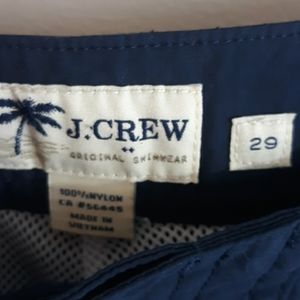 J.CREW
ORIGINAL SWIMWEAR
29
100% NYLON
CA #56445
MADE IN
VIETNAM